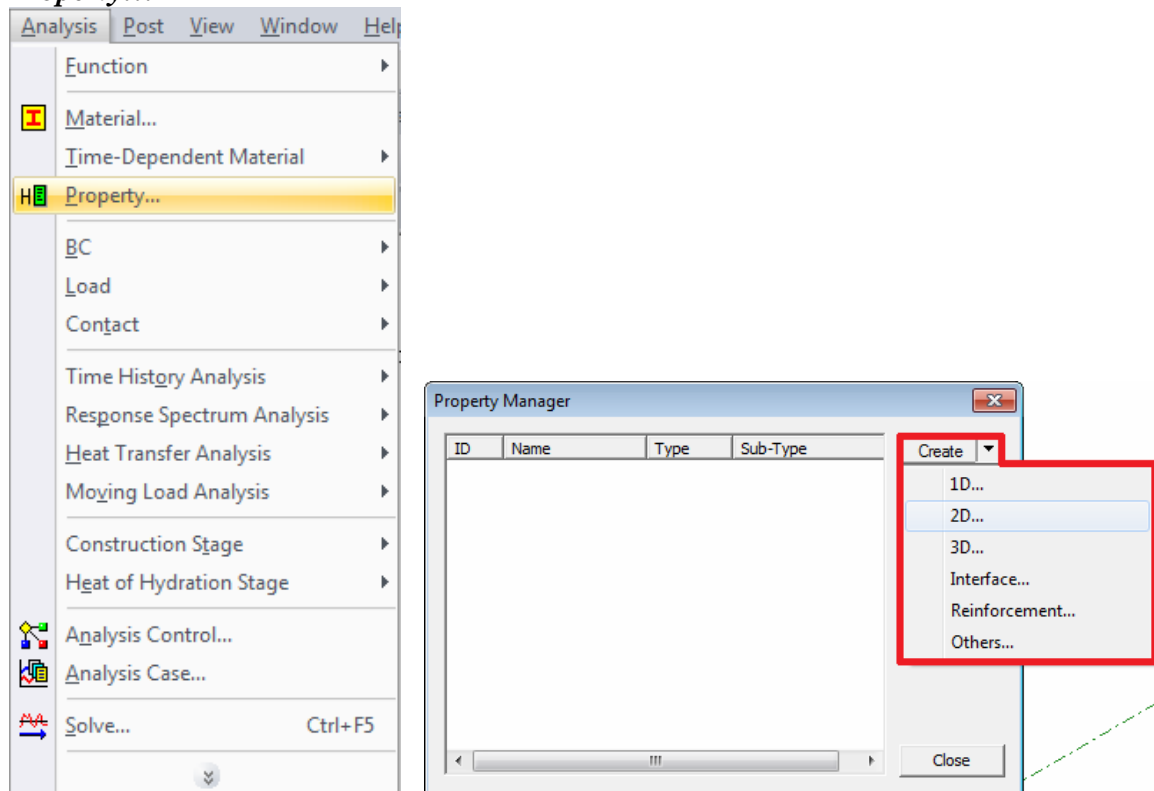 Analysis Post View Window Hel
Function
Material...
Time-Dependent Material
Property...
BC
Load
Contact
Time History Analysis
Response Spectrum Analysis
Heat Transfer Analysis
Moving Load Analysis
Construction Stage
Heat of Hydration Stage
Analysis Control...
Analysis Case...
Solve... Ctrl+F5
Property Manager
ID Name Type Sub-Type
Create
1D...
2D...
3D...
Interface...
Reinforcement...
Others...
Close